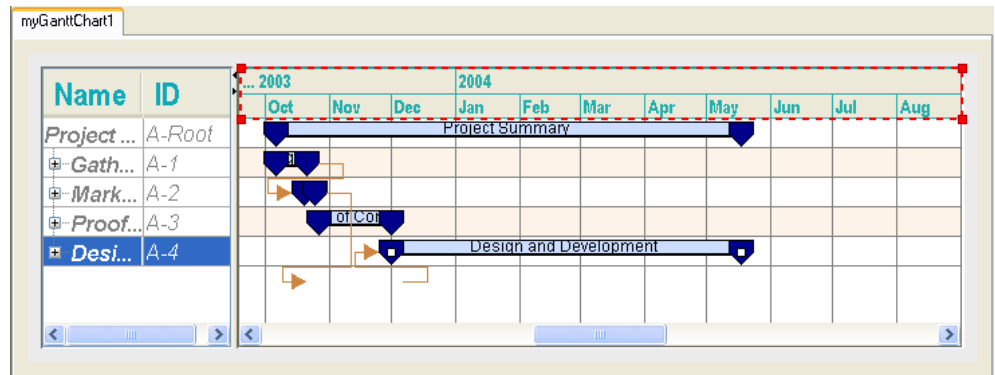 myGanttChart1
Name ID
... 2003 2004
Oct Nov Dec Jan Feb Mar Apr May Jun Jul Aug
Project ... A-Root
Project Summary
Gath... A-1
Mark... A-2
Proof... A-3
of Con
Desi... A-4
Design and Development